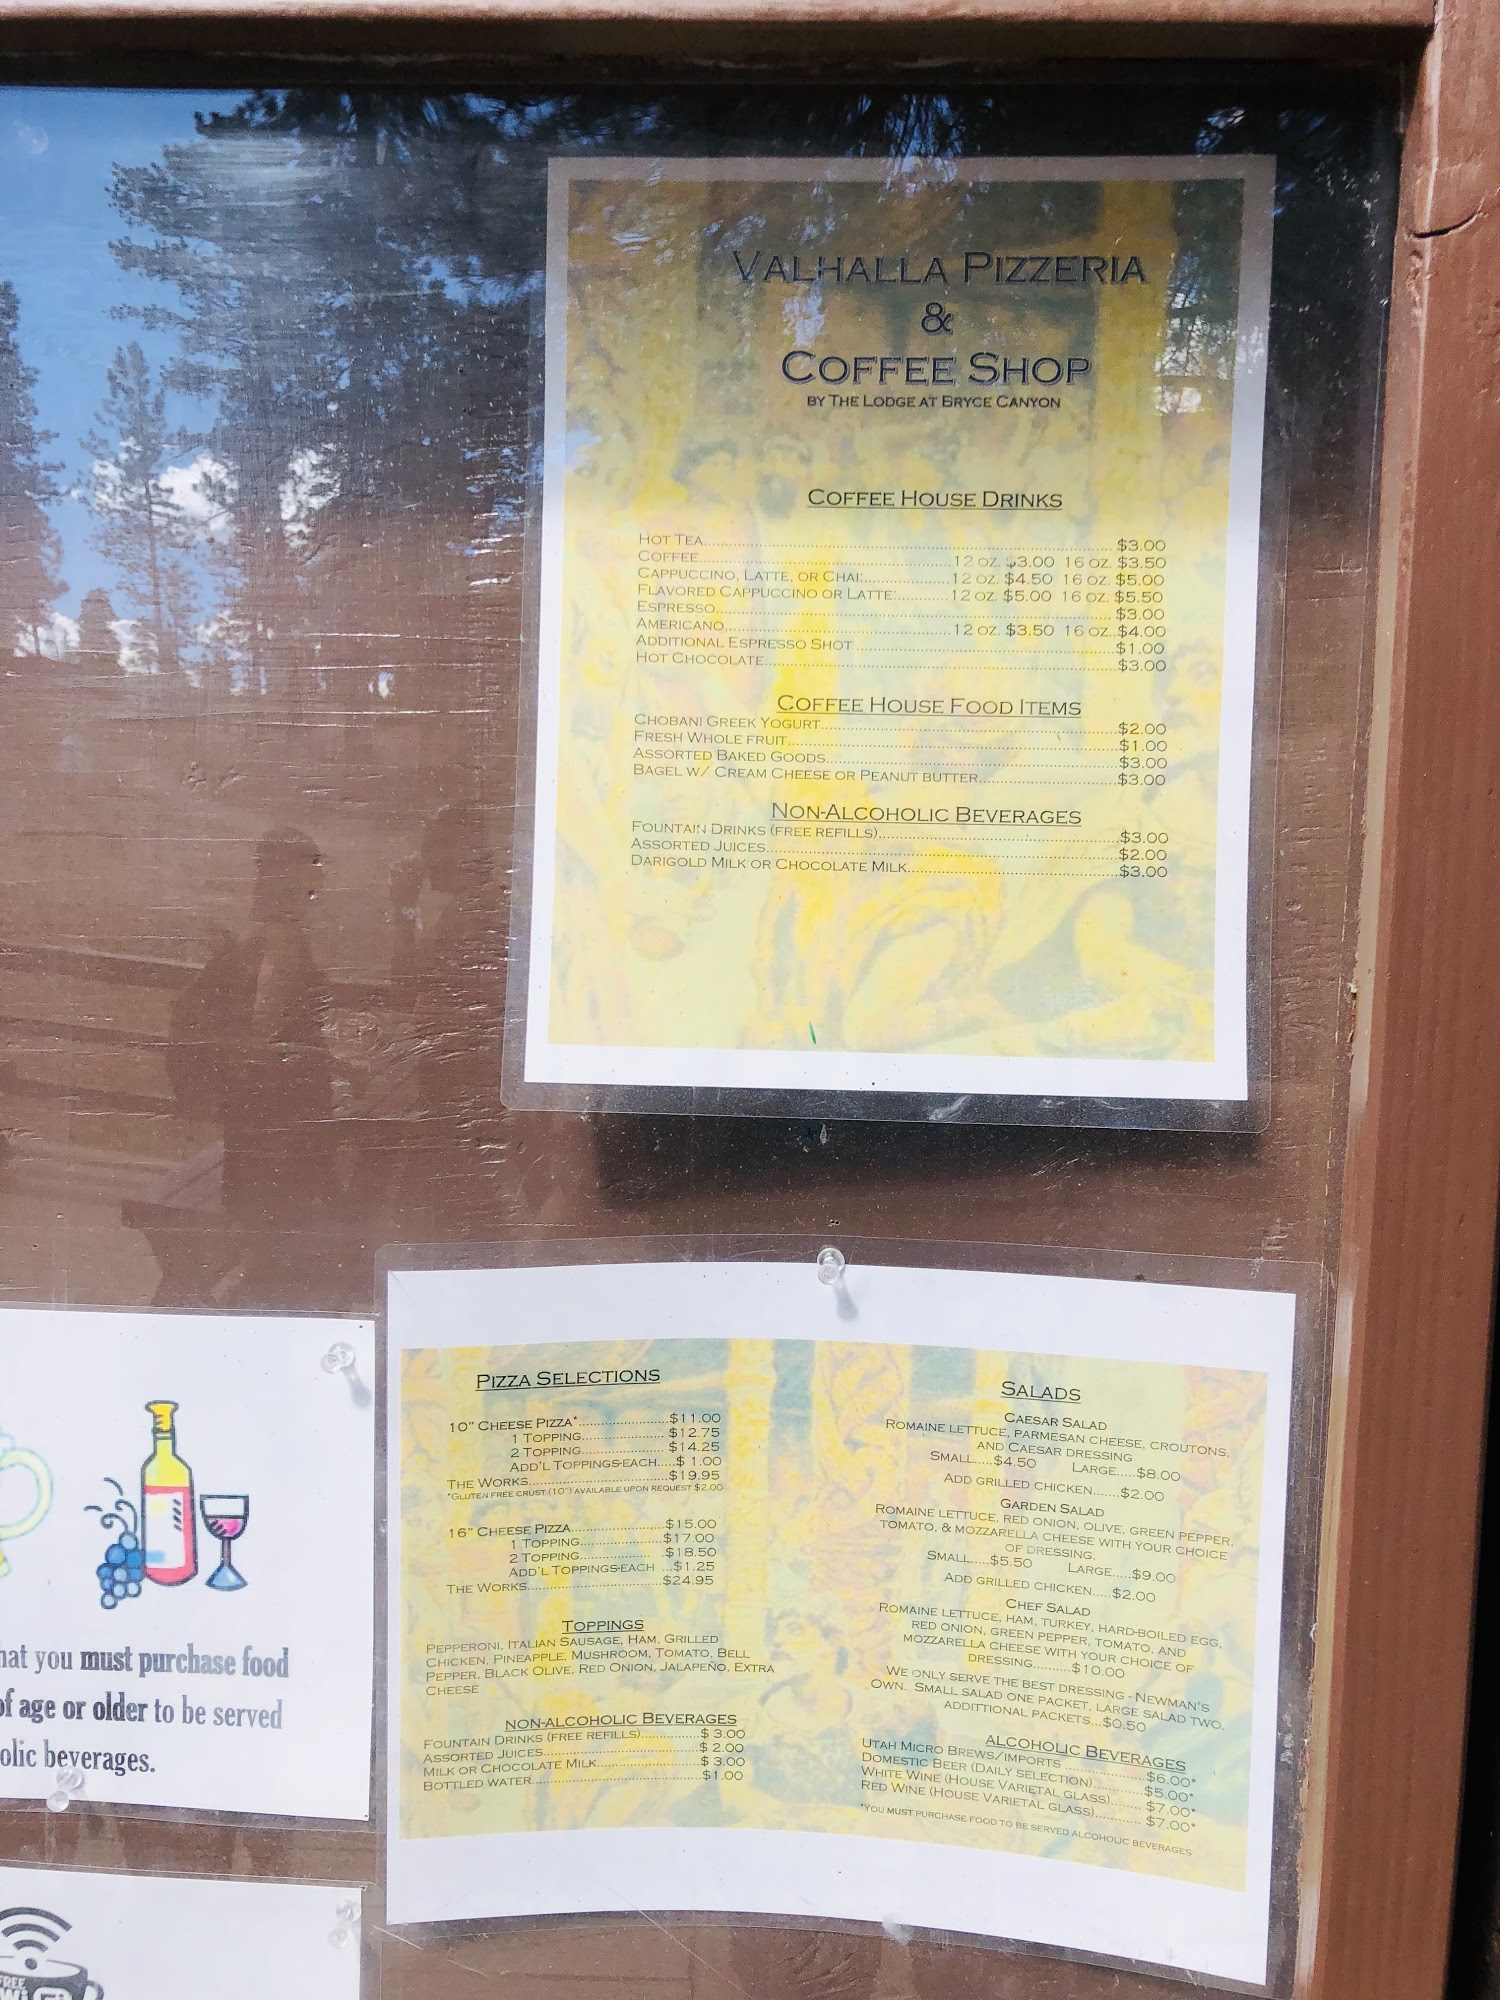 VALHALLA PIZZERIA
&
COFFEE SHOP
BY THE LODGE AT BRYCE CANYON
COFFEE HOUSE DRINKS
HOT TEA..........$3.00
COFFEE..........12 OZ. $3.00 16 OZ. $3.50
CAPPUCCINO, LATTE, OR CHAI:..........12 OZ. $4.50 16 OZ. $5.00
FLAVORED CAPPUCCINO OR LATTE:..........12 OZ. $5.00 16 OZ. $5.50
ESPRESSO..........$3.00
AMERICANO..........12 OZ. $3.50 16 OZ..$4.00
ADDITIONAL ESPRESSO SHOT..........$1.00
HOT CHOCOLATE..........$3.00
COFFEE HOUSE FOOD ITEMS
CHOBANI GREEK YOGURT..........$2.00
FRESH WHOLE FRUIT..........$1.00
ASSORTED BAKED GOODS..........$3.00
BAGEL W/ CREAM CHEESE OR PEANUT BUTTER..........$3.00
NON-ALCOHOLIC BEVERAGES
FOUNTAIN DRINKS (FREE REFILLS)..........$3.00
ASSORTED JUICES..........$2.00
DARIGOLD MILK OR CHOCOLATE MILK..........$3.00
PIZZA SELECTIONS
10" CHEESE PIZZA*..........$11.00
1 TOPPING..........$12.75
2 TOPPING..........$14.25
ADD'L TOPPINGS-EACH.....$ 1.00
THE WORKS..........$19.95
*GLUTEN FREE CRUST (10") AVAILABLE UPON REQUEST $2.00
16" CHEESE PIZZA..........$15.00
1 TOPPING..........$17.00
2 TOPPING..........$18.50
ADD'L TOPPINGS-EACH ...$1.25
THE WORKS..........$24.95
TOPPINGS
PEPPERONI, ITALIAN SAUSAGE, HAM, GRILLED
CHICKEN, PINEAPPLE, MUSHROOM, TOMATO, BELL
PEPPER, BLACK OLIVE, RED ONION, JALAPEÑO, EXTRA
CHEESE
NON-ALCOHOLIC BEVERAGES
FOUNTAIN DRINKS (FREE REFILLS)..........$ 3.00
ASSORTED JUICES..........$ 2.00
MILK OR CHOCOLATE MILK..........$ 3.00
BOTTLED WATER..........$1.00
SALADS
CAESAR SALAD
ROMAINE LETTUCE, PARMESAN CHEESE, CROUTONS,
AND CAESAR DRESSING
SMALL.....$4.50 LARGE.....$8.00
ADD GRILLED CHICKEN.......$2.00
GARDEN SALAD
ROMAINE LETTUCE, RED ONION, OLIVE, GREEN PEPPER,
TOMATO, & MOZZARELLA CHEESE WITH YOUR CHOICE
OF DRESSING.
SMALL.....$5.50 LARGE.....$9.00
ADD GRILLED CHICKEN.....$2.00
CHEF SALAD
ROMAINE LETTUCE, HAM, TURKEY, HARD-BOILED EGG,
RED ONION, GREEN PEPPER, TOMATO, AND
MOZZARELLA CHEESE WITH YOUR CHOICE OF
DRESSING..........$10.00
WE ONLY SERVE THE BEST DRESSING - NEWMAN'S
OWN. SMALL SALAD ONE PACKET, LARGE SALAD TWO.
ADDITTIONAL PACKETS...$0.50
ALCOHOLIC BEVERAGES
UTAH MICRO BREWS/IMPORTS..........$6.00*
DOMESTIC BEER (DAILY SELECTION)..........$5.00*
WHITE WINE (HOUSE VARIETAL GLASS)..........$7.00*
RED WINE (HOUSE VARIETAL GLASS)..........$7.00*
*YOU MUST PURCHASE FOOD TO BE SERVED ALCOHOLIC BEVERAGES
hat you must purchase food
of age or older to be served
olic beverages.
FREE